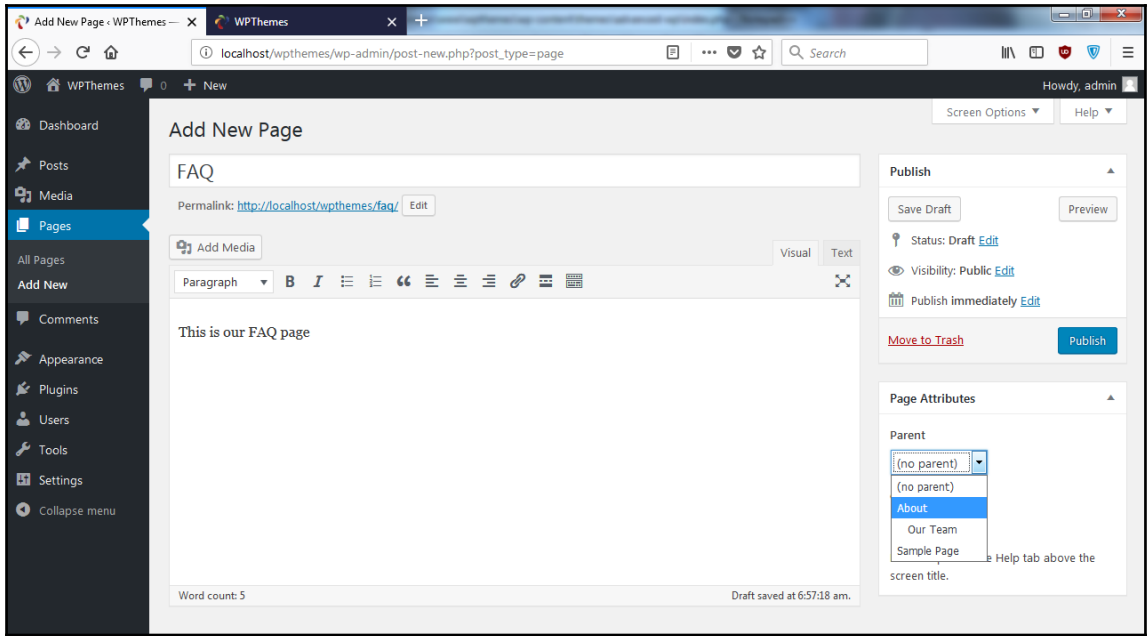 Add New Page ‹ WPThemes —
WPThemes
localhost/wpthemes/wp-admin/post-new.php?post_type=page
Search
WPThemes 0 + New
Howdy, admin
Screen Options ▼
Help ▼
Dashboard
Posts
Media
Pages
All Pages
Add New
Comments
Appearance
Plugins
Users
Tools
Settings
Collapse menu
Add New Page
FAQ
Permalink: http://localhost/wpthemes/faq/ Edit
Add Media
Visual Text
Paragraph B I
This is our FAQ page
Word count: 5
Draft saved at 6:57:18 am.
Publish
Save Draft
Preview
Status: Draft Edit
Visibility: Public Edit
Publish immediately Edit
Move to Trash
Publish
Page Attributes
Parent
(no parent)
(no parent)
About
Our Team
Sample Page
Help tab above the
screen title.